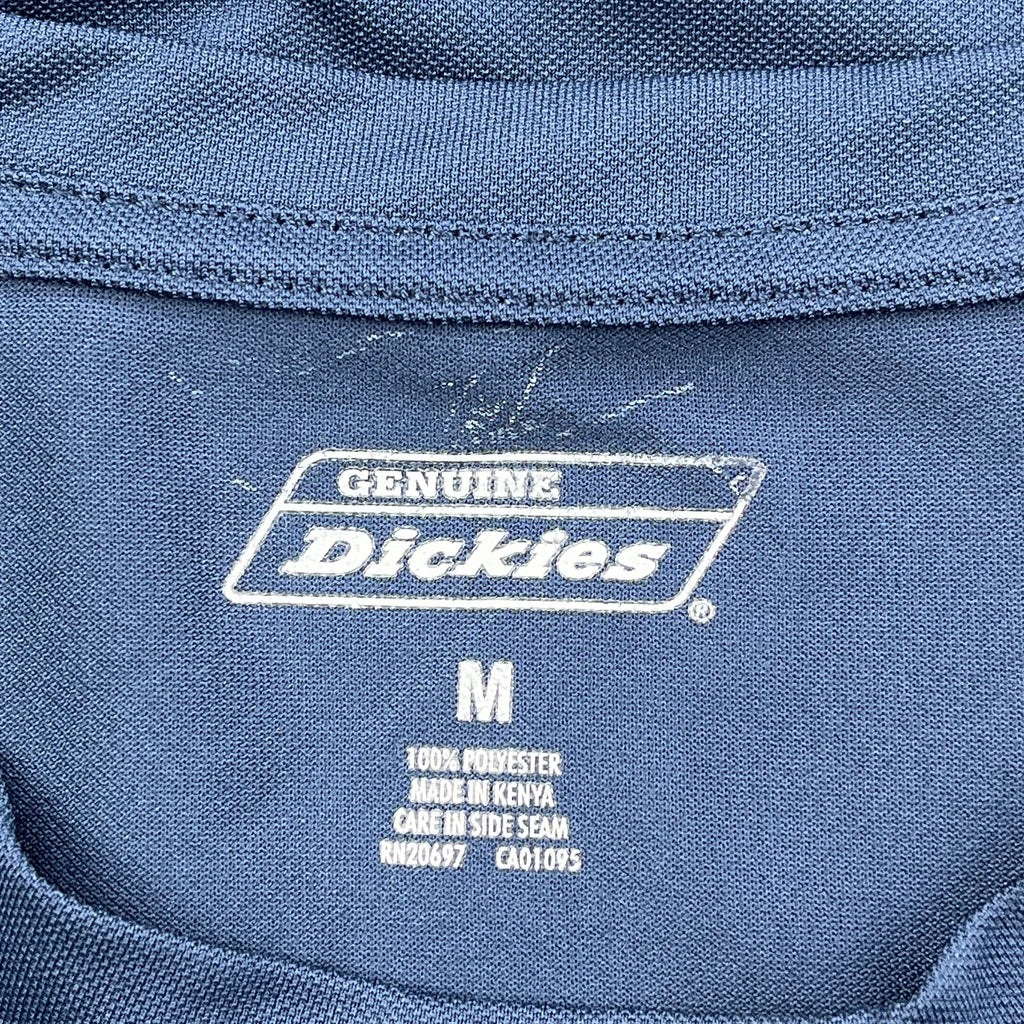 GENUINE
Dickies®
M
100% POLYESTER
MADE IN KENYA
CARE IN SIDE SEAM
RN20697 CA01095